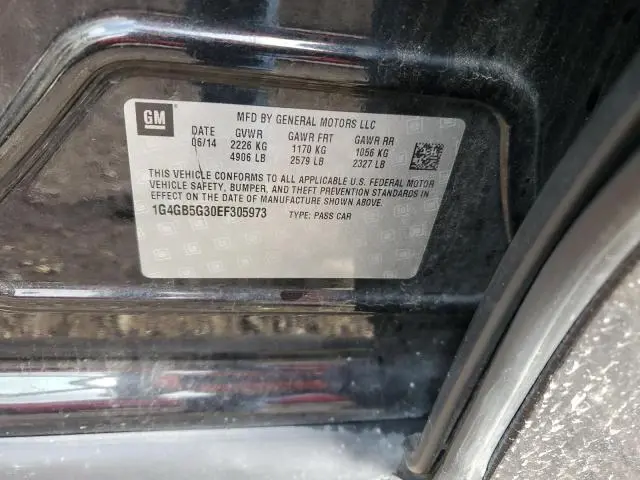 GM
MFD BY GENERAL MOTORS LLC
DATE GVWR GAWR FRT GAWR RR
06/14 2226 KG 1170 KG 1056 KG
4906 LB 2579 LB 2327 LB
THIS VEHICLE CONFORMS TO ALL APPLICABLE U.S. FEDERAL MOTOR
VEHICLE SAFETY, BUMPER, AND THEFT PREVENTION STANDARDS IN
EFFECT ON THE DATE OF MANUFACTURE SHOWN ABOVE.
1G4GB5G30EF305973 TYPE: PASS CAR